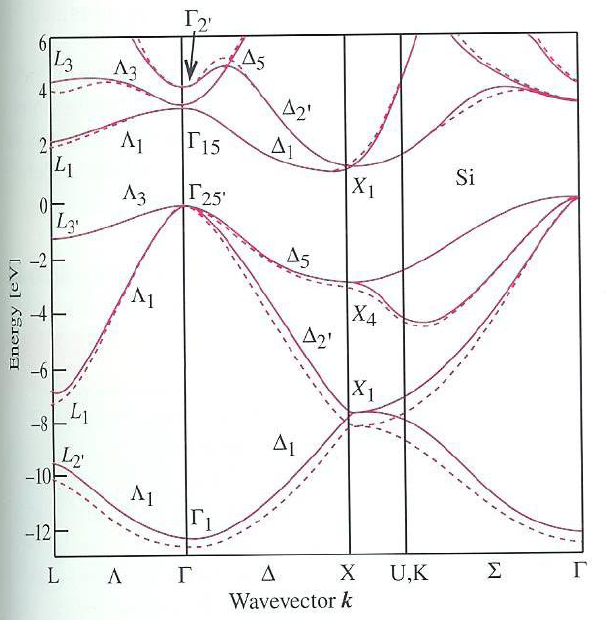 Γ2'
6
L3
Λ3
Δ5
4
Δ2'
2
Λ1
Γ15
Δ1
L1
X1
Si
Λ3
Γ25'
0
L3'
Δ5
−2
Λ1
X4
−4
Δ2'
Energy [eV]
−6
X1
L1
−8
Δ1
L2'
−10
Λ1
Γ1
−12
L Λ Γ Δ X U,K Σ Γ
Wavevector k